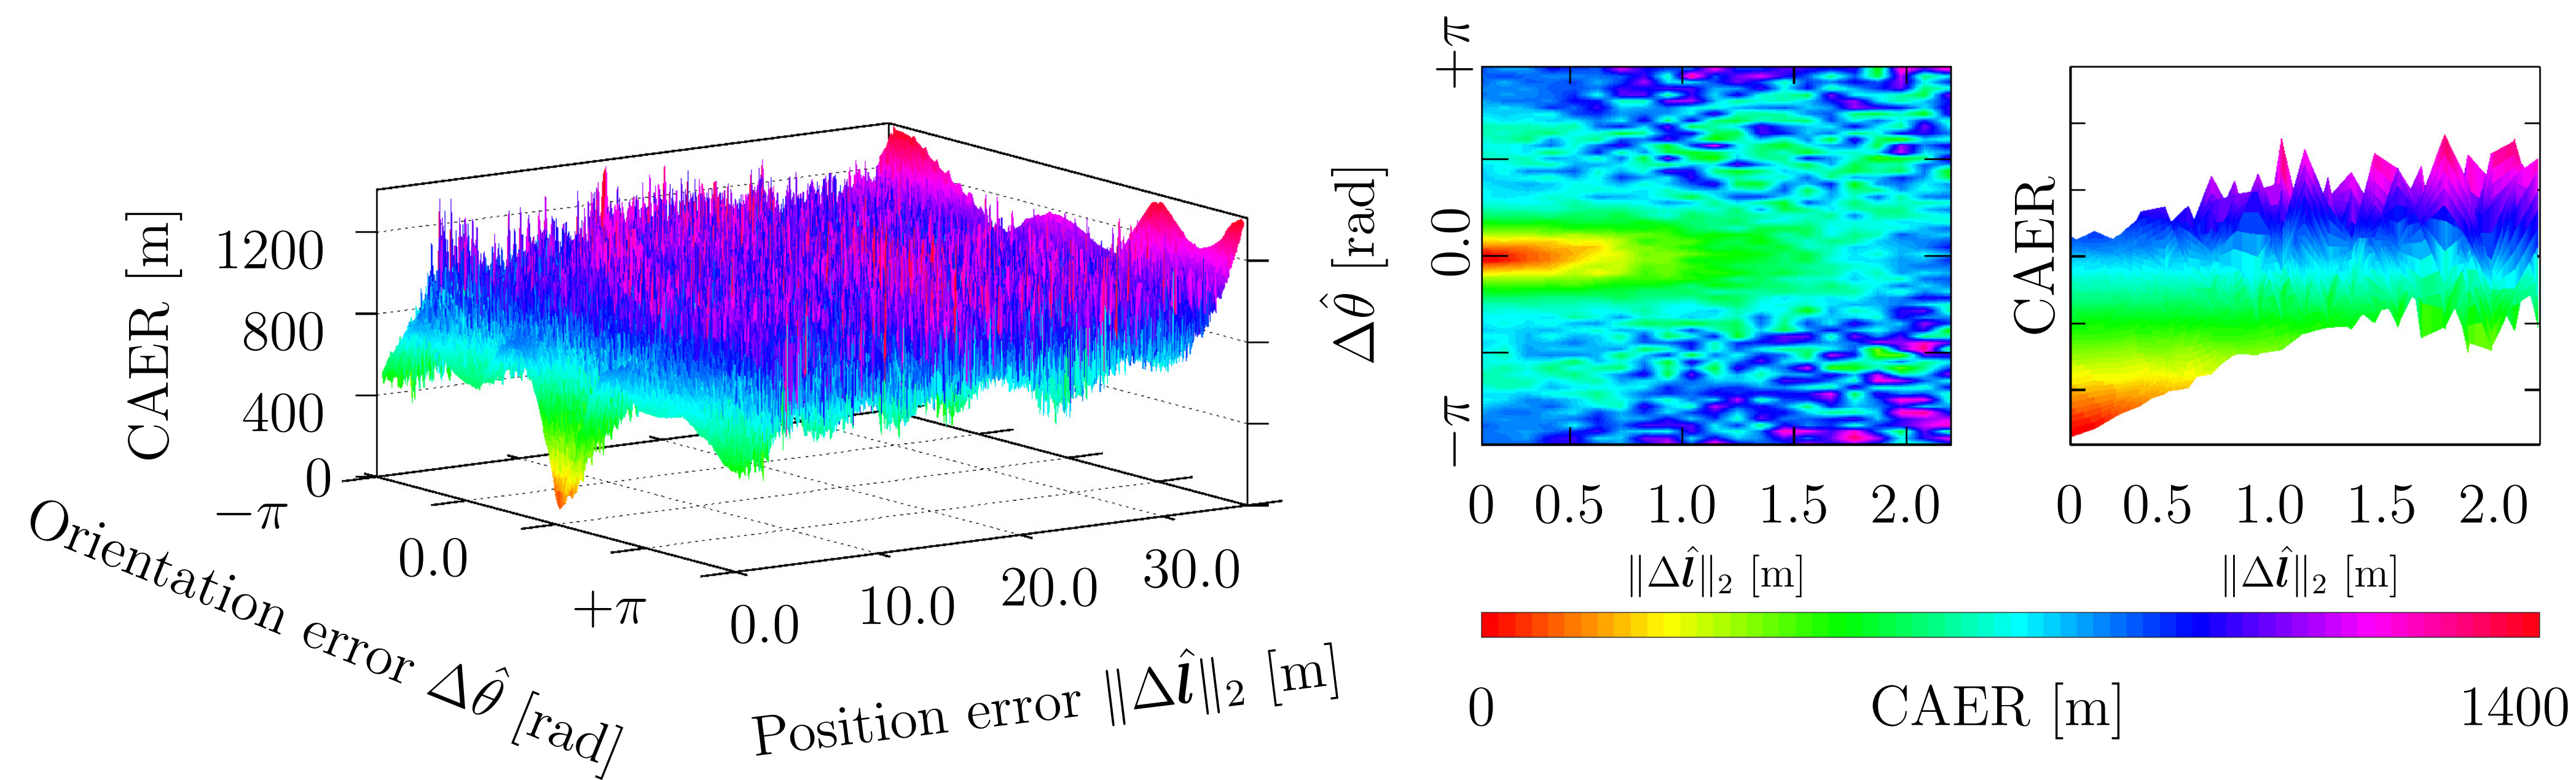 CAER [m]
1200
800
400
0
−π
0.0
+π
Orientation error Δθ̂ [rad]
0.0
10.0
20.0
30.0
Position error ‖Δl̂‖₂ [m]
+π
0.0
−π
Δθ̂ [rad]
0 0.5 1.0 1.5 2.0
‖Δl̂‖₂ [m]
CAER
0 0.5 1.0 1.5 2.0
‖Δl̂‖₂ [m]
0 CAER [m] 1400